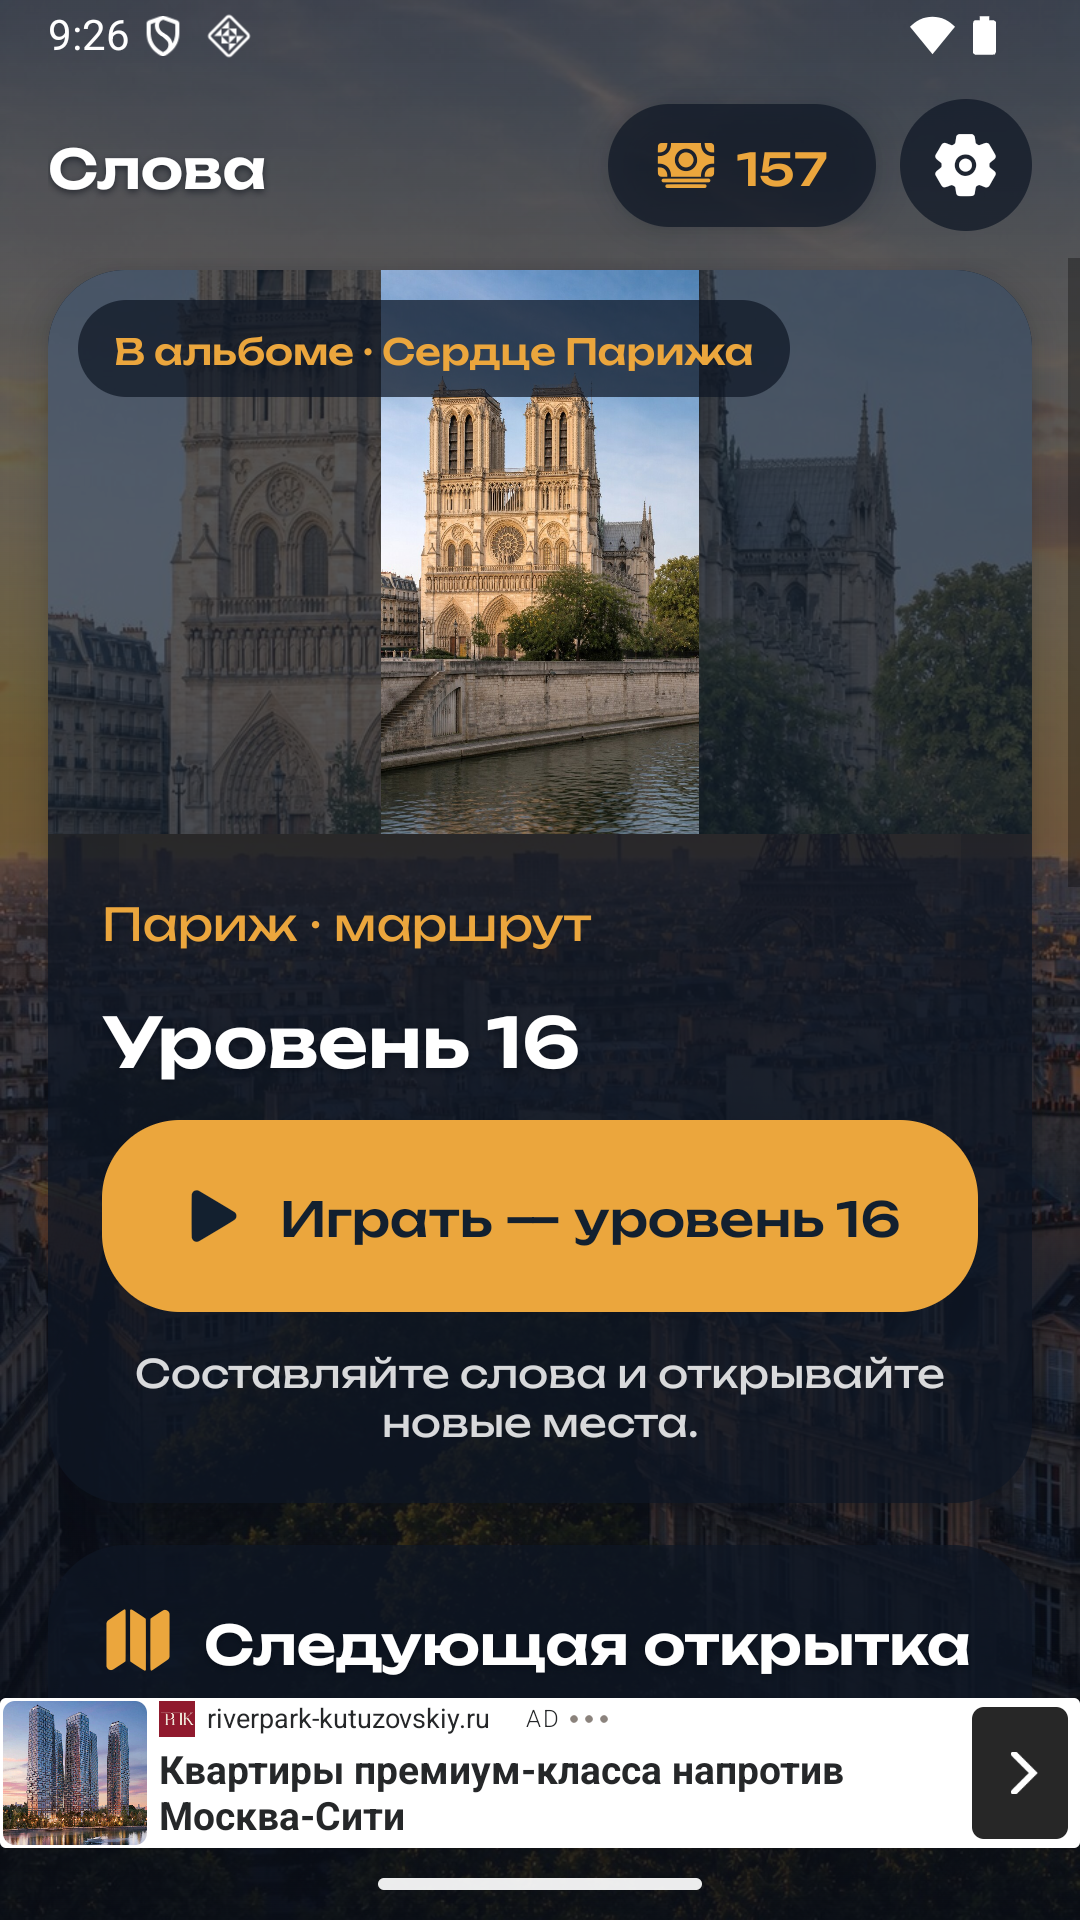 9:26
Слова
157
В альбоме · Сердце Парижа
Париж · маршрут
Уровень 16
Играть — уровень 16
Составляйте слова и открывайте
новые места.
Следующая открытка
riverpark-kutuzovskiy.ru AD
Квартиры премиум-класса напротив
Москва-Сити